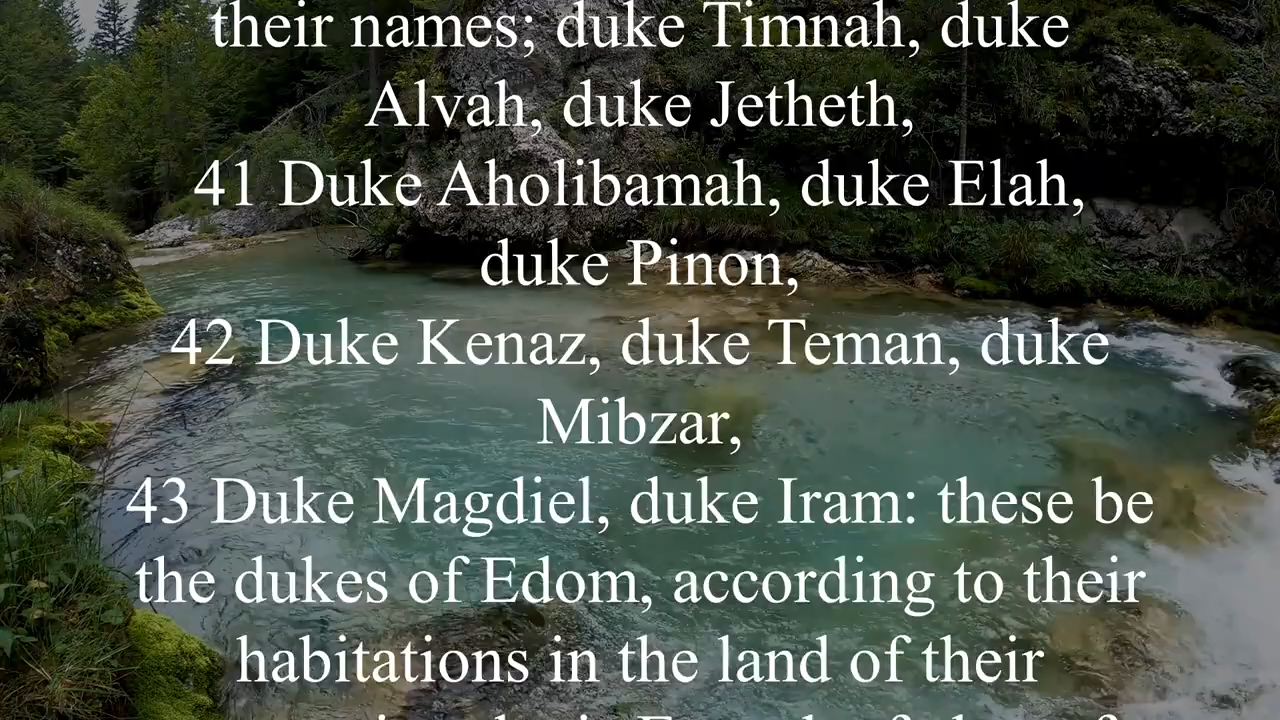 their names; duke Timnah, duke
Alvah, duke Jetheth,
41 Duke Aholibamah, duke Elah,
duke Pinon,
42 Duke Kenaz, duke Teman, duke
Mibzar,
43 Duke Magdiel, duke Iram: these be
the dukes of Edom, according to their
habitations in the land of their